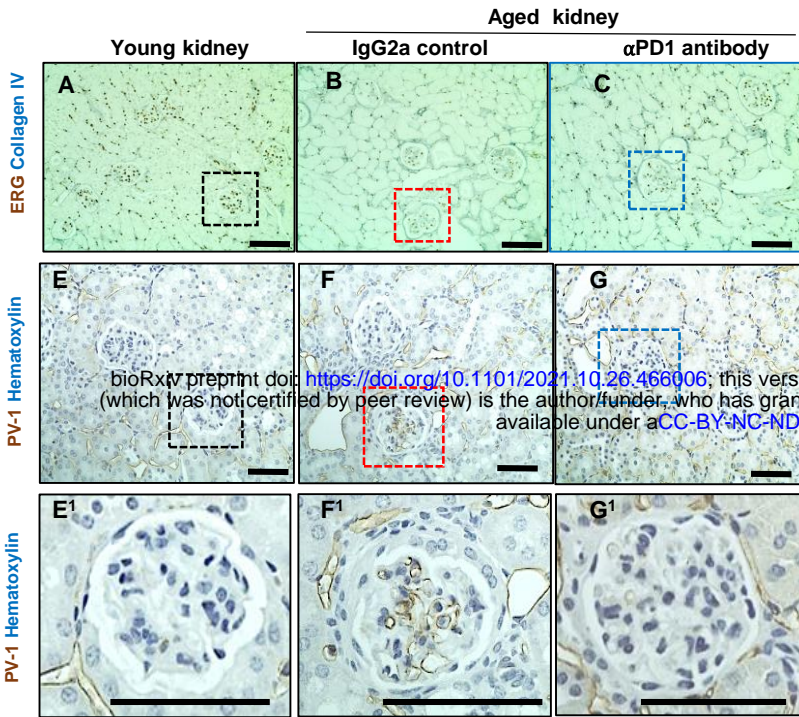 Aged kidney
Young kidney
IgG2a control
αPD1 antibody
ERG Collagen IV
A
B
C
PV-1 Hematoxylin
E
F
G
bioRxiv preprint doi: https://doi.org/10.1101/2021.10.26.466006; this vers
(which was not certified by peer review) is the author/funder, who has gran
available under aCC-BY-NC-ND
PV-1 Hematoxylin
E1
F1
G1